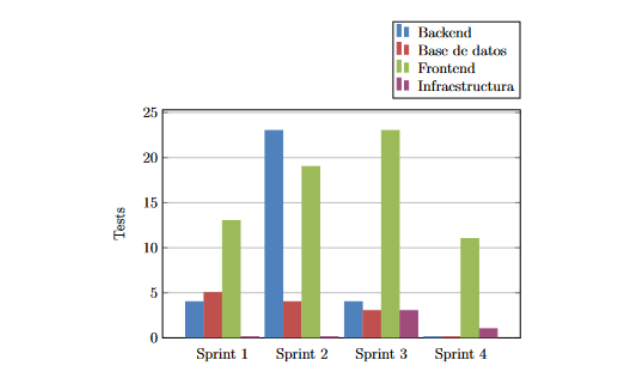 Backend
Base de datos
Frontend
Infraestructura
25
20
15
10
5
0
Tests
Sprint 1 Sprint 2 Sprint 3 Sprint 4